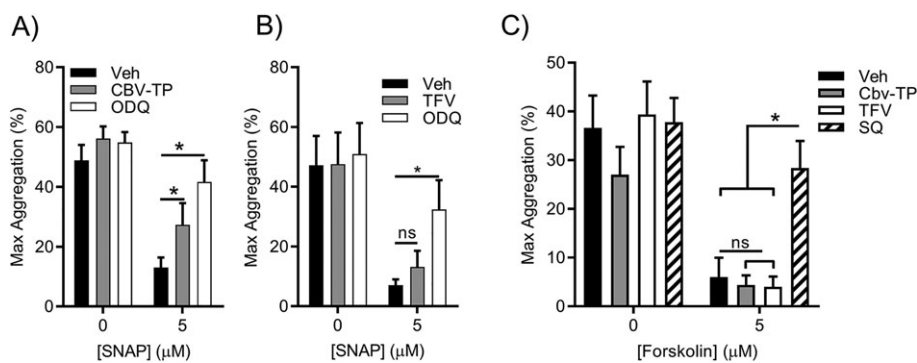 A)
80
60
40
20
0
Max Aggregation (%)
Veh
CBV-TP
ODQ
*
*
0
5
[SNAP] (μM)
B)
80
60
40
20
0
Max Aggregation (%)
Veh
TFV
ODQ
*
ns
0
5
[SNAP] (μM)
C)
50
40
30
20
10
0
Max Aggregation (%)
Veh
Cbv-TP
TFV
SQ
*
ns
0
5
[Forskolin] (μM)